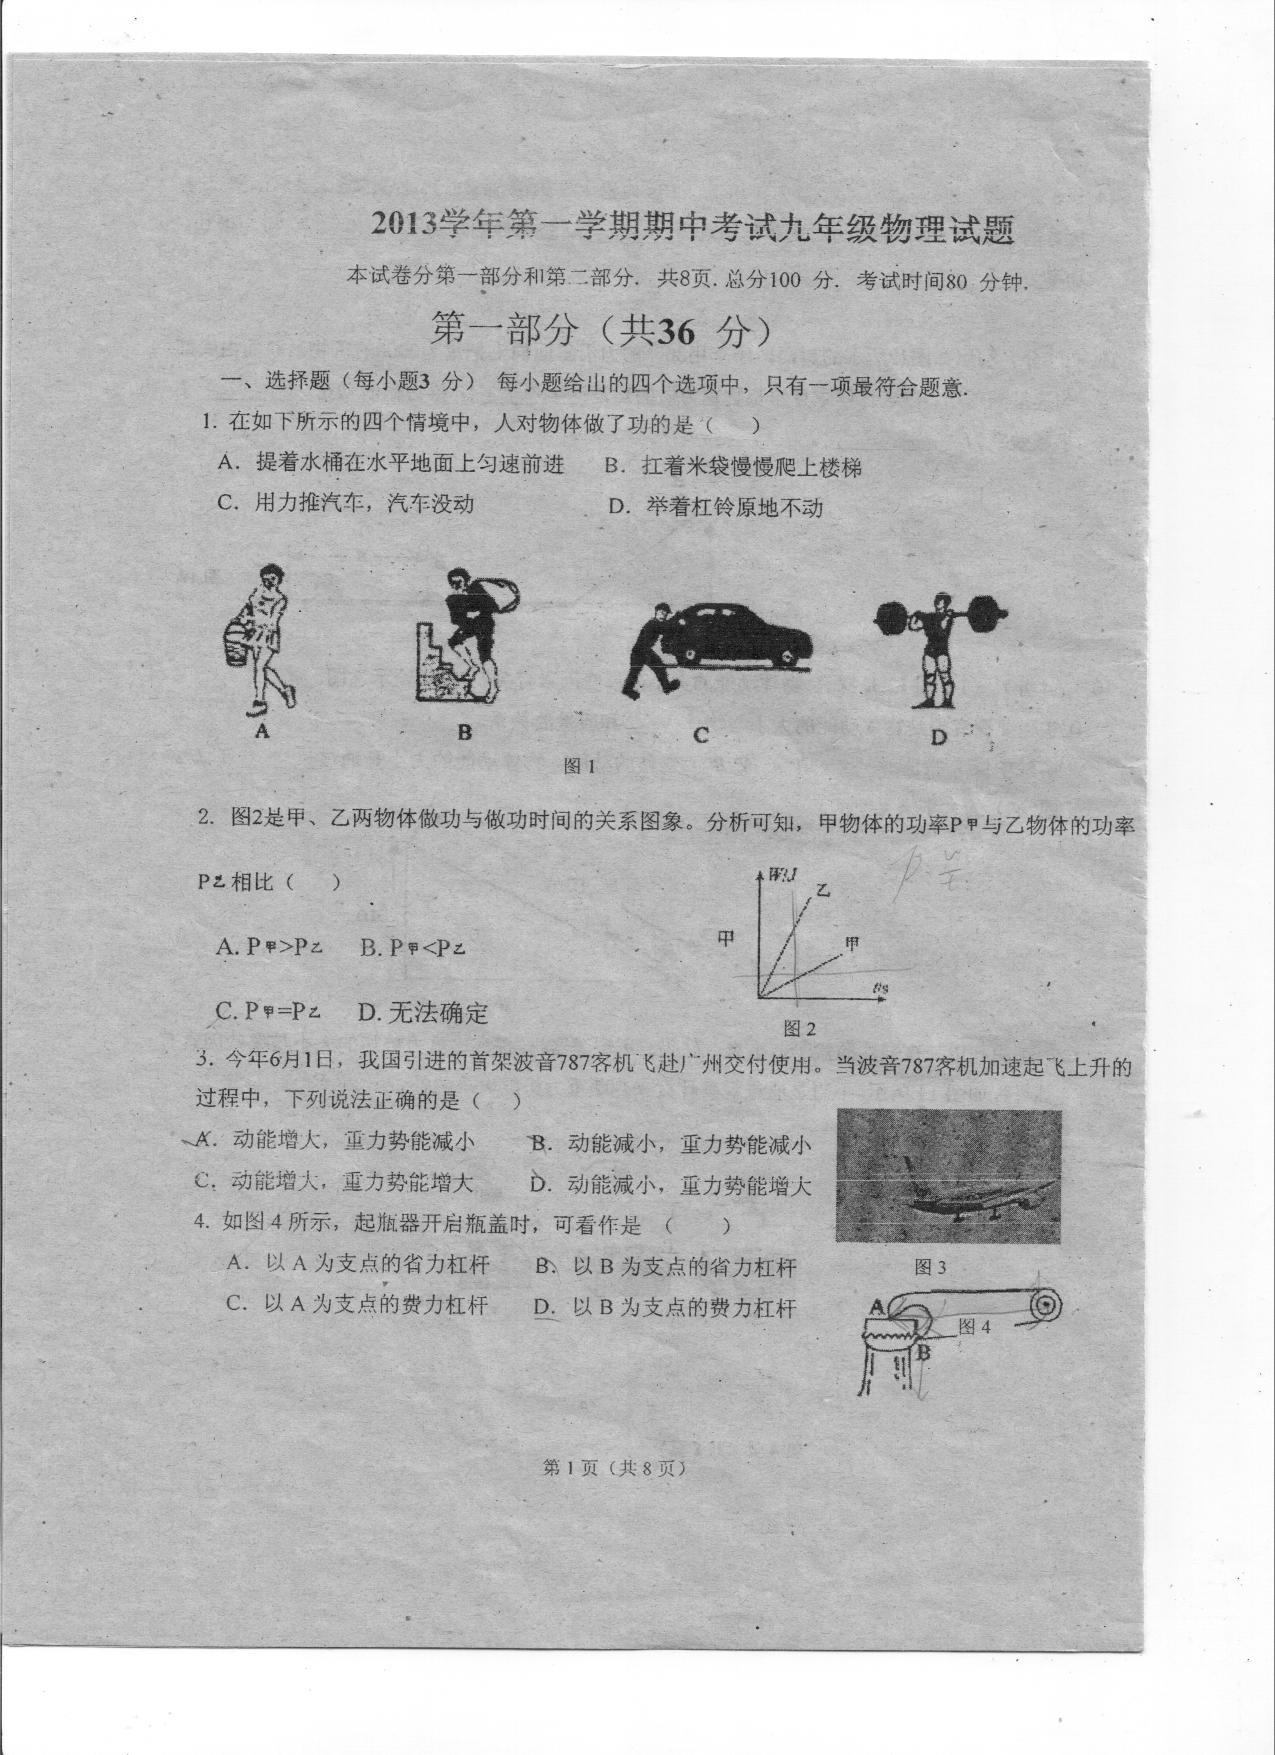 2013学年第一学期期中考试九年级物理试题
本试卷分第一部分和第二部分. 共8页. 总分100 分. 考试时间80 分钟.
第一部分（共36 分）
一、选择题（每小题3 分） 每小题给出的四个选项中，只有一项最符合题意.
1. 在如下所示的四个情境中，人对物体做了功的是（ ）
A. 提着水桶在水平地面上匀速前进 B. 扛着米袋慢慢爬上楼梯
C. 用力推汽车，汽车没动 D. 举着杠铃原地不动
A B C D
图 1
2. 图2是甲、乙两物体做功与做功时间的关系图象。分析可知，甲物体的功率P甲与乙物体的功率
P乙相比（ ）
W/J
乙
甲
甲
t/s
A. P甲>P乙 B. P甲<P乙
C. P甲=P乙 D. 无法确定
图 2
3. 今年6月1日，我国引进的首架波音787客机飞赴广州交付使用。当波音787客机加速起飞上升的
过程中，下列说法正确的是（ ）
A. 动能增大，重力势能减小 B. 动能减小，重力势能减小
C. 动能增大，重力势能增大 D. 动能减小，重力势能增大
4. 如图 4 所示，起瓶器开启瓶盖时，可看作是 （ ）
A. 以 A 为支点的省力杠杆 B. 以 B 为支点的省力杠杆
图 3
C. 以 A 为支点的费力杠杆 D. 以 B 为支点的费力杠杆
A
图 4
B
第 1 页（共 8 页）